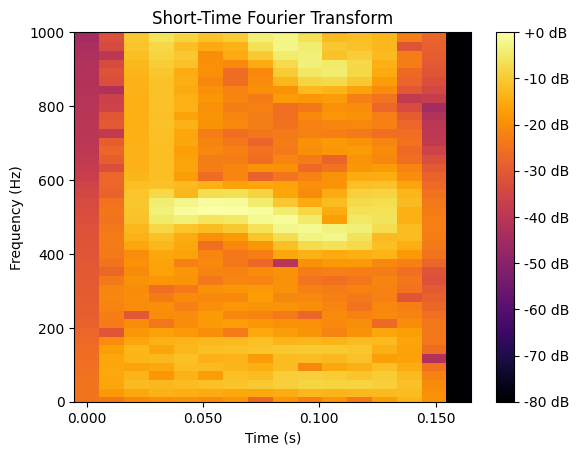 Short-Time Fourier Transform
1000
800
600
400
200
0
Frequency (Hz)
0.000
0.050
0.100
0.150
Time (s)
+0 dB
-10 dB
-20 dB
-30 dB
-40 dB
-50 dB
-60 dB
-70 dB
-80 dB